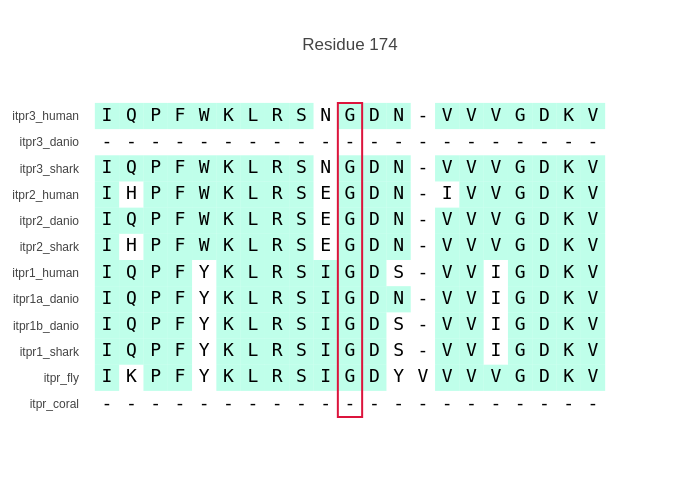 Residue 174
itpr3_human I Q P F W K L R S N G D N - V V V G D K V
itpr3_danio - - - - - - - - - - - - - - - - - - - - -
itpr3_shark I Q P F W K L R S N G D N - V V V G D K V
itpr2_human I H P F W K L R S E G D N - I V V G D K V
itpr2_danio I Q P F W K L R S E G D N - V V V G D K V
itpr2_shark I H P F W K L R S E G D N - V V V G D K V
itpr1_human I Q P F Y K L R S I G D S - V V I G D K V
itpr1a_danio I Q P F Y K L R S I G D N - V V I G D K V
itpr1b_danio I Q P F Y K L R S I G D S - V V I G D K V
itpr1_shark I Q P F Y K L R S I G D S - V V I G D K V
itpr_fly I K P F Y K L R S I G D Y V V V V G D K V
itpr_coral - - - - - - - - - - - - - - - - - - - - -